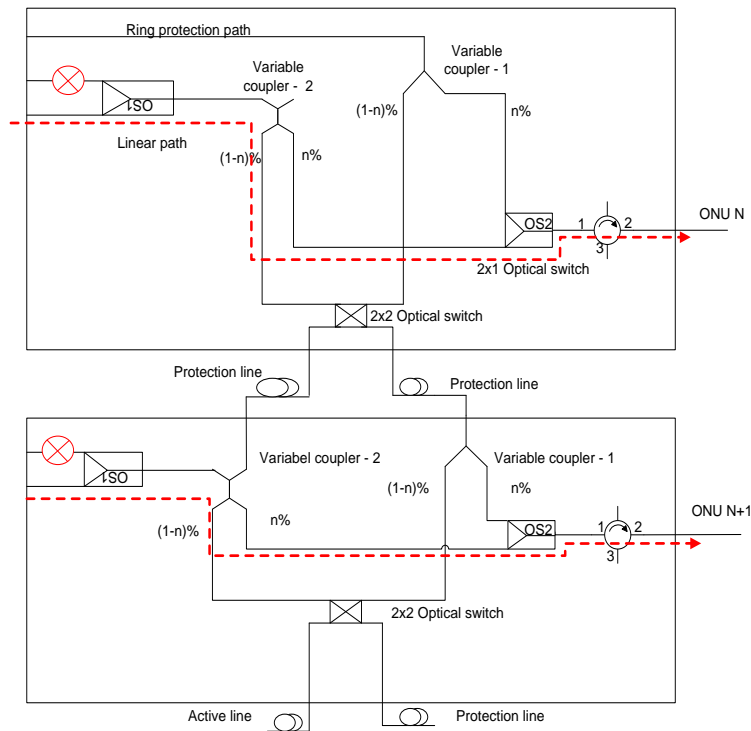 Ring protection path
Variable
coupler - 1
Variable
coupler - 2
OS1
(1-n)%
n%
Linear path
(1-n)%
n%
OS2
1
2
3
ONU N
2x1 Optical switch
2x2 Optical switch
Protection line
Protection line
OS1
Variabel coupler - 2
Variable coupler - 1
(1-n)%
n%
ONU N+1
n%
(1-n)%
OS2
1
2
3
2x2 Optical switch
Active line
Protection line